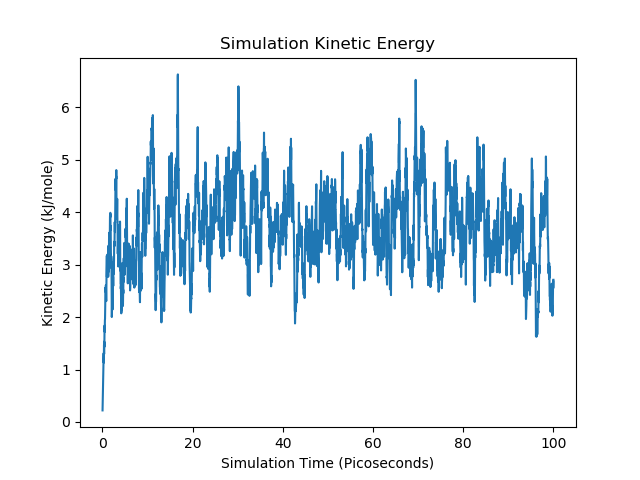 Simulation Kinetic Energy
Kinetic Energy (kJ/mole)
6
5
4
3
2
1
0
0 20 40 60 80 100
Simulation Time (Picoseconds)